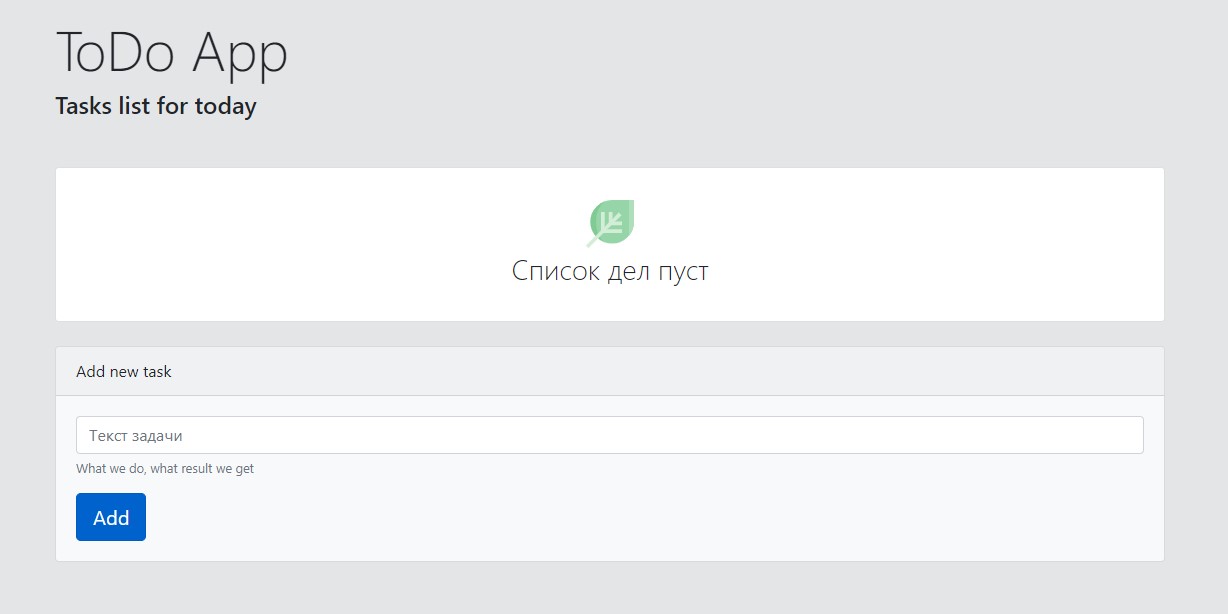 ToDo App
Tasks list for today
Список дел пуст
Add new task
Текст задачи
What we do, what result we get
Add